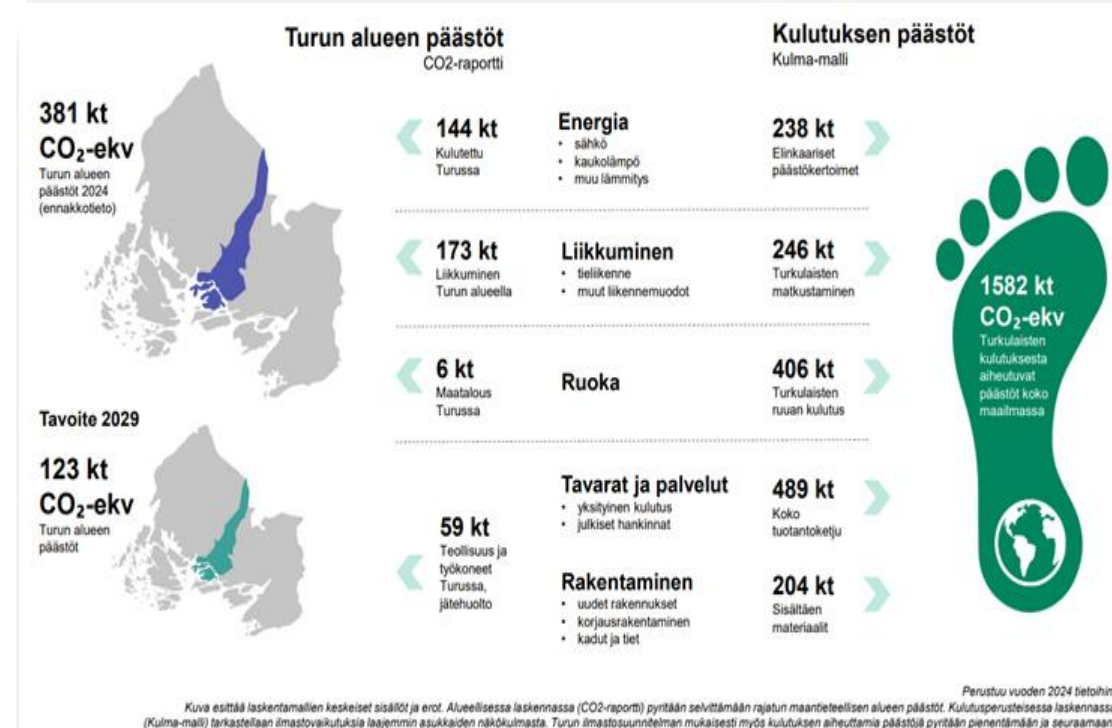 Turun alueen päästöt
CO2-raportti
Kulutuksen päästöt
Kulma-malli
381 kt
CO₂-ekv
Turun alueen
päästöt 2024
(ennakkotieto)
144 kt
Kulutettu
Turussa
Energia
• sähkö
• kaukolämpö
• muu lämmitys
238 kt
Elinkaariset
päästökertoimet
173 kt
Liikkuminen
Turun alueella
Liikkuminen
• tieliikenne
• muut liikennemuodot
246 kt
Turkulaisten
matkustaminen
1582 kt
CO₂-ekv
Turkulaisten
kulutuksesta
aiheutuvat
päästöt koko
maailmassa
6 kt
Maatalous
Turussa
Ruoka
406 kt
Turkulaisten
ruuan kulutus
Tavoite 2029
123 kt
CO₂-ekv
Turun alueen
päästöt
59 kt
Teollisuus ja
työkoneet
Turussa,
jätehuolto
Tavarat ja palvelut
• yksityinen kulutus
• julkiset hankinnat
489 kt
Koko
tuotantoketju
Rakentaminen
• uudet rakennukset
• korjausrakentaminen
• kadut ja tiet
204 kt
Sisältäen
materiaalit
Perustuu vuoden 2024 tietoihin
Kuva esittää laskentamallien keskeiset sisällöt ja erot. Alueellisessa laskennassa (CO2-raportti) pyritään selvittämään rajatun maantieteellisen alueen päästöt. Kulutusperusteisessa laskennassa
(Kulma-malli) tarkastellaan ilmastovaikutuksia laajemmin asukkaiden näkökulmasta. Turun ilmastosuunnitelman mukaisesti myös kulutuksen aiheuttamia päästöjä pyritään pienentämään ja seuraamaan